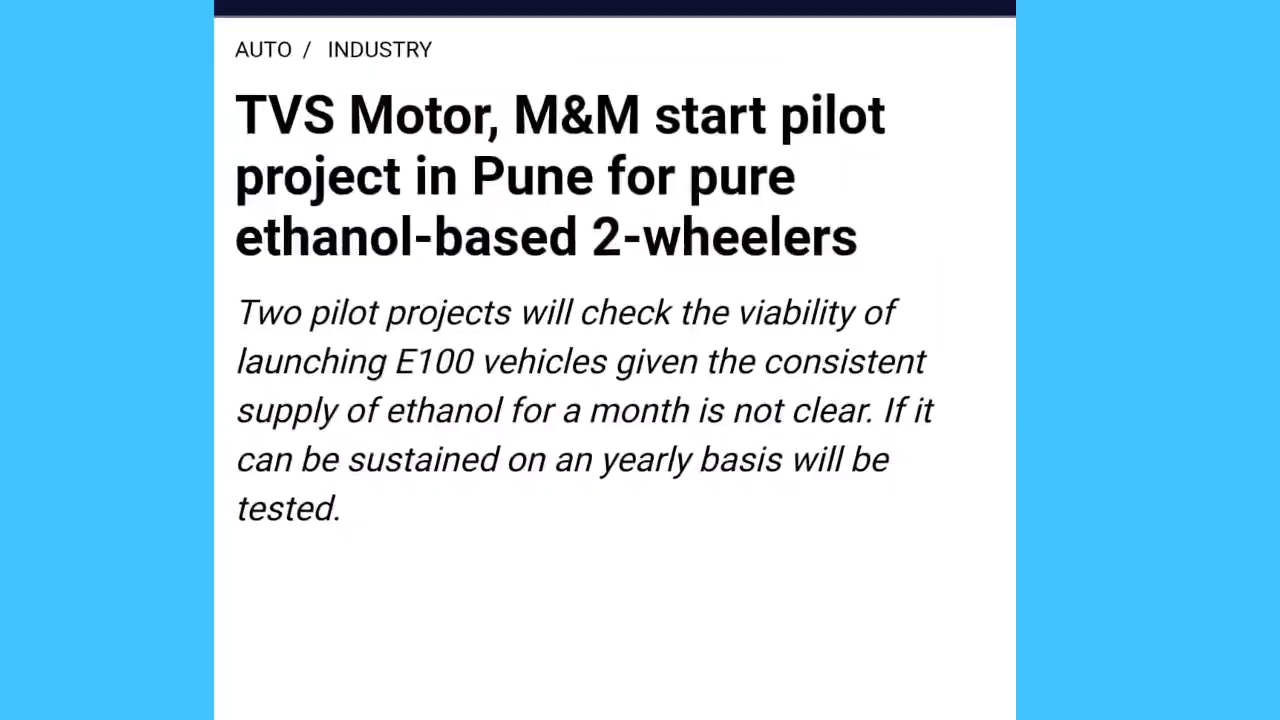 AUTO / INDUSTRY
TVS Motor, M&M start pilot
project in Pune for pure
ethanol-based 2-wheelers
Two pilot projects will check the viability of
launching E100 vehicles given the consistent
supply of ethanol for a month is not clear. If it
can be sustained on an yearly basis will be
tested.